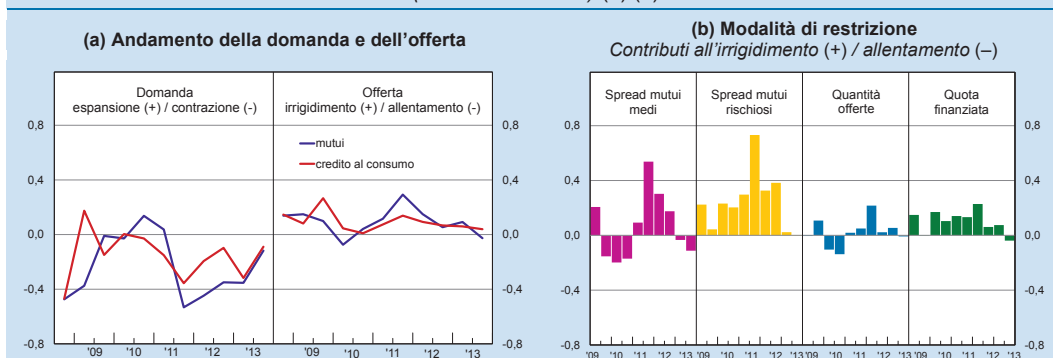 (a) Andamento della domanda e dell'offerta
Domanda
espansione (+) / contrazione (-)
Offerta
irrigidimento (+) / allentamento (-)
mutui
credito al consumo
0,8
0,4
0,0
-0,4
-0,8
0,8
0,4
0,0
-0,4
-0,8
'09 '10 '11 '12 '13 '09 '10 '11 '12 '13
(b) Modalità di restrizione
Contributi all'irrigidimento (+) / allentamento (–)
Spread mutui
medi
Spread mutui
rischiosi
Quantità
offerte
Quota
finanziata
0,8
0,4
0,0
-0,4
-0,8
0,8
0,4
0,0
-0,4
-0,8
'09 '10 '11 '12 '13 '09 '10 '11 '12 '13 '09 '10 '11 '12 '13 '09 '10 '11 '12 '13